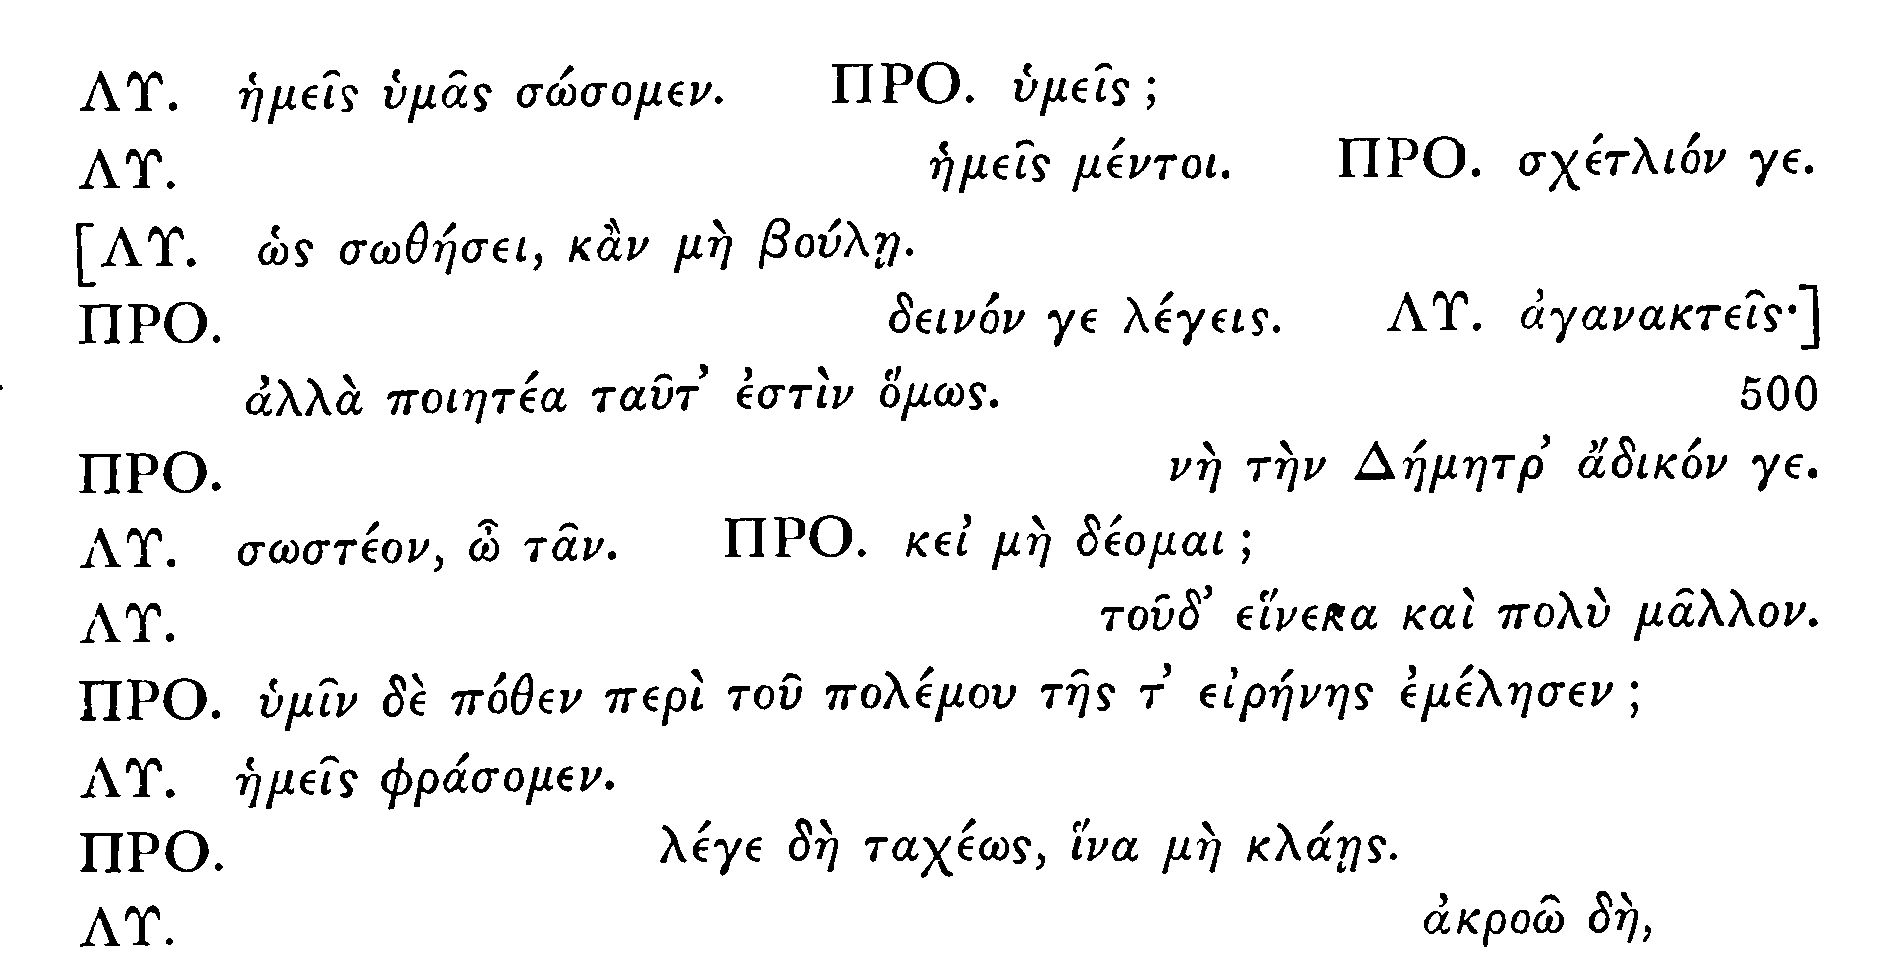 ΛΥ. ἡμεῖς ὑμᾶς σώσομεν. ΠΡΟ. ὑμεῖς;
ΛΥ. ἡμεῖς μέντοι. ΠΡΟ. σχέτλιόν γε.
[ΛΥ. ὡς σωθήσει, κἂν μὴ βούλῃ.
ΠΡΟ. δεινόν γε λέγεις. ΛΥ. ἀγανακτεῖς·]
ἀλλὰ ποιητέα ταῦτ’ ἐστὶν ὅμως. 500
ΠΡΟ. νὴ τὴν Δήμητρ’ ἄδικόν γε.
ΛΥ. σωστέον, ὦ τᾶν. ΠΡΟ. κεἰ μὴ δέομαι;
ΛΥ. τοῦδ’ εἵνεκα καὶ πολὺ μᾶλλον.
ΠΡΟ. ὑμῖν δὲ πόθεν περὶ τοῦ πολέμου τῆς τ’ εἰρήνης ἐμέλησεν;
ΛΥ. ἡμεῖς φράσομεν.
ΠΡΟ. λέγε δὴ ταχέως, ἵνα μὴ κλάῃς.
ΛΥ. ἀκροῶ δὴ,